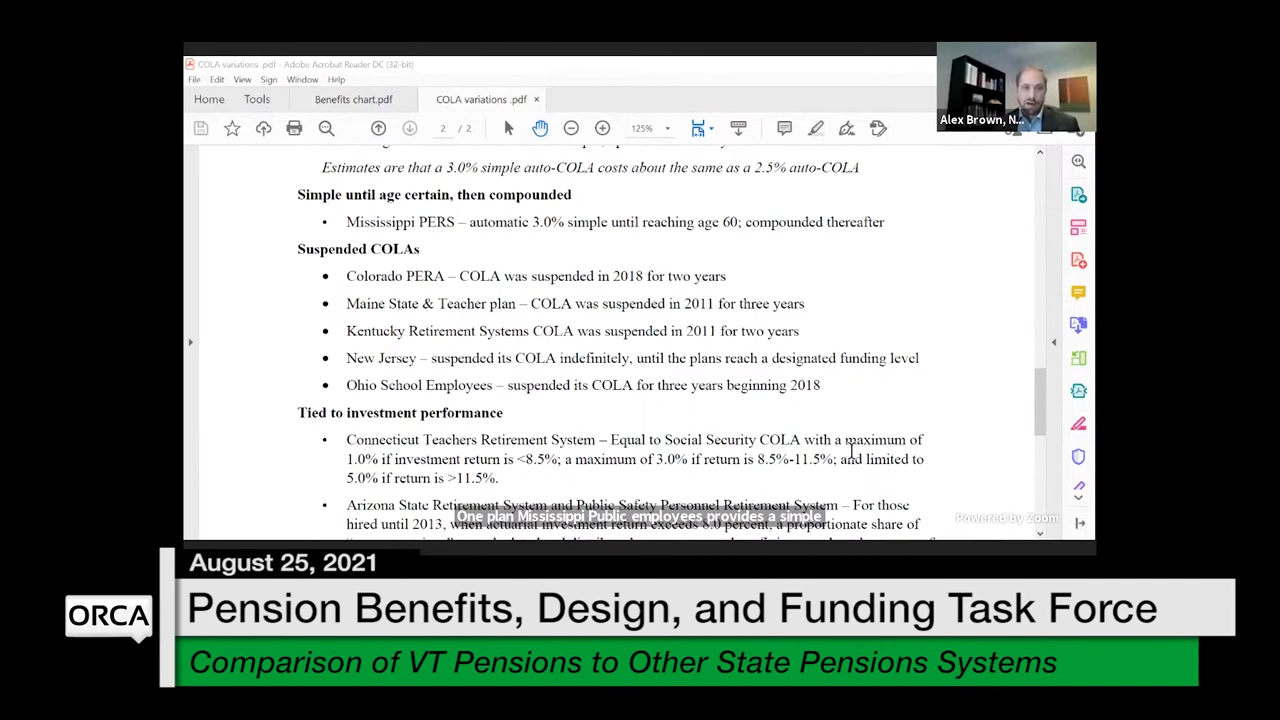 COLA variations .pdf - Adobe Acrobat Reader DC (32-bit)
File Edit View Sign Window Help
Home Tools Benefits chart.pdf COLA variations .pdf ×
2 / 2 125%
Alex Brown, N...
Estimates are that a 3.0% simple auto-COLA costs about the same as a 2.5% auto-COLA
Simple until age certain, then compounded
• Mississippi PERS – automatic 3.0% simple until reaching age 60; compounded thereafter
Suspended COLAs
• Colorado PERA – COLA was suspended in 2018 for two years
• Maine State & Teacher plan – COLA was suspended in 2011 for three years
• Kentucky Retirement Systems COLA was suspended in 2011 for two years
• New Jersey – suspended its COLA indefinitely, until the plans reach a designated funding level
• Ohio School Employees – suspended its COLA for three years beginning 2018
Tied to investment performance
• Connecticut Teachers Retirement System – Equal to Social Security COLA with a maximum of
1.0% if investment return is <8.5%; a maximum of 3.0% if return is 8.5%-11.5%; and limited to
5.0% if return is >11.5%.
• Arizona State Retirement System and Public Safety Personnel Retirement System – For those
One plan Mississippi Public employees provides a simple
Powered by Zoom
hired until 2013, when actuarial investment return exceeds 8.0 percent, a proportionate share of
August 25, 2021
ORCA
Pension Benefits, Design, and Funding Task Force
Comparison of VT Pensions to Other State Pensions Systems